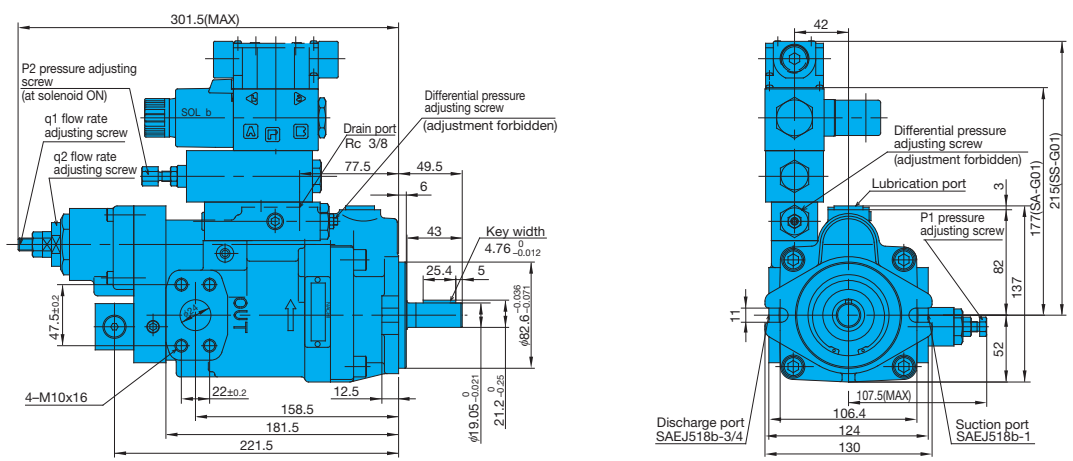 301.5(MAX)
P2 pressure adjusting
screw
(at solenoid ON)
q1 flow rate
adjusting screw
q2 flow rate
adjusting screw
SOL b
A
B
Differential pressure
adjusting screw
(adjustment forbidden)
Drain port
Rc 3/8
77.5
49.5
6
43
Key width
4.76 0 -0.012
25.4
5
47.5±0.2
φ24
OUT
4–M10x16
22±0.2
12.5
158.5
181.5
221.5
φ82.6 -0.036 -0.071
φ19.05 0 -0.021
21.2 0 -0.25
42
Differential pressure
adjusting screw
(adjustment forbidden)
Lubrication port
P1 pressure
adjusting screw
3
177(SA-G01)
215(SS-G01)
82
137
52
11
107.5(MAX)
106.4
124
130
Discharge port
SAEJ518b-3/4
Suction port
SAEJ518b-1